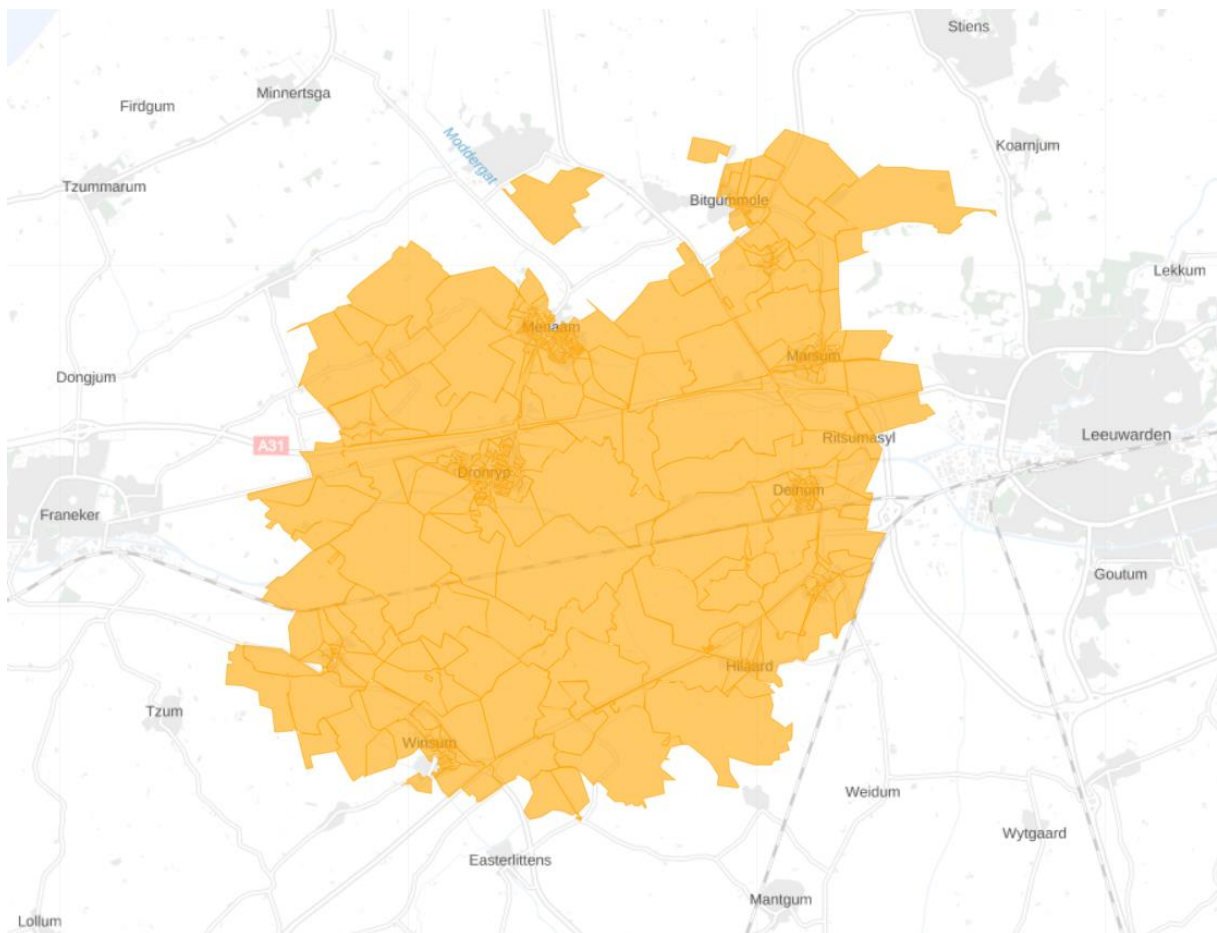 Stiens
Minnertsga
Firdgum
Moddergat
Koarnjum
Tzummarum
Bitgummole
Lekkum
Menaam
Marsum
Dongjum
A31
Ritsumasyl
Leeuwarden
Dronryp
Deinum
Franeker
Goutum
Hilaard
Tzum
Winsum
Weidum
Wytgaard
Easterlittens
Mantgum
Lollum